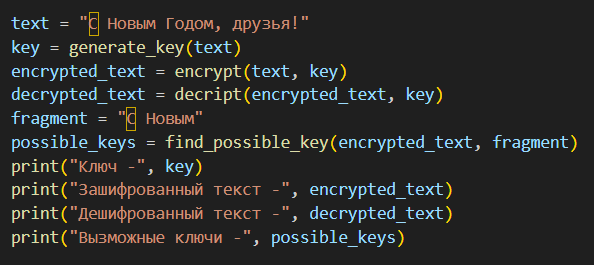 text = "С Новым Годом, друзья!"
key = generate_key(text)
encrypted_text = encrypt(text, key)
decrypted_text = decript(encrypted_text, key)
fragment = "С Новым"
possible_keys = find_possible_key(encrypted_text, fragment)
print("Ключ -", key)
print("Зашифрованный текст -", encrypted_text)
print("Дешифрованный текст -", decrypted_text)
print("Вызможные ключи -", possible_keys)